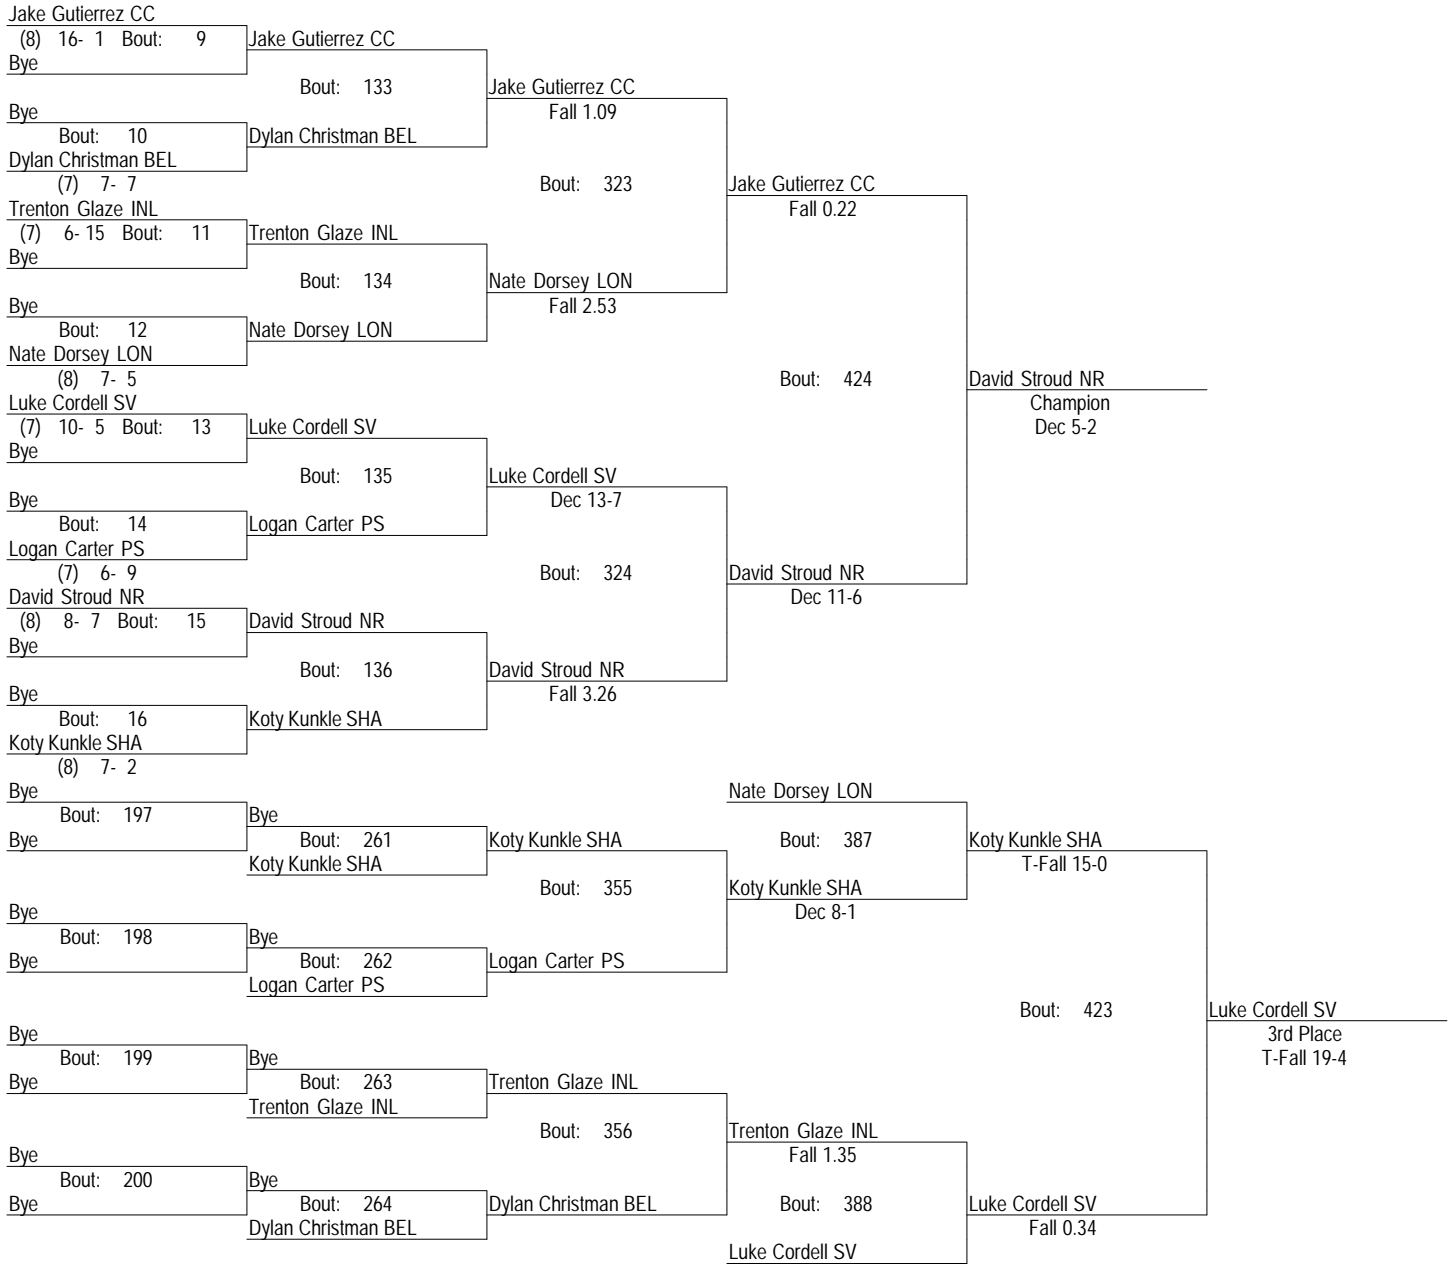 Jake Gutierrez CC
(8) 16- 1 Bout: 9 Jake Gutierrez CC
Bye
Bout: 133 Jake Gutierrez CC
Bye Fall 1.09
Bout: 10 Dylan Christman BEL
Dylan Christman BEL
(7) 7- 7 Bout: 323 Jake Gutierrez CC
Trenton Glaze INL Fall 0.22
(7) 6- 15 Bout: 11 Trenton Glaze INL
Bye
Bout: 134 Nate Dorsey LON
Bye Fall 2.53
Bout: 12 Nate Dorsey LON
Nate Dorsey LON
(8) 7- 5 Bout: 424 David Stroud NR
Luke Cordell SV Champion
(7) 10- 5 Bout: 13 Luke Cordell SV Dec 5-2
Bye
Bout: 135 Luke Cordell SV
Bye Dec 13-7
Bout: 14 Logan Carter PS
Logan Carter PS
(7) 6- 9 Bout: 324 David Stroud NR
David Stroud NR Dec 11-6
(8) 8- 7 Bout: 15 David Stroud NR
Bye
Bout: 136 David Stroud NR
Bye Fall 3.26
Bout: 16 Koty Kunkle SHA
Koty Kunkle SHA
(8) 7- 2
Bye Nate Dorsey LON
Bout: 197 Bye
Bye Bout: 261 Koty Kunkle SHA Bout: 387 Koty Kunkle SHA
Koty Kunkle SHA T-Fall 15-0
Bout: 355 Koty Kunkle SHA
Bye Dec 8-1
Bout: 198 Bye
Bye Bout: 262 Logan Carter PS
Logan Carter PS
Bout: 423 Luke Cordell SV
Bye 3rd Place
Bout: 199 Bye T-Fall 19-4
Bye Bout: 263 Trenton Glaze INL
Trenton Glaze INL
Bout: 356 Trenton Glaze INL
Bye Fall 1.35
Bout: 200 Bye
Bye Bout: 264 Dylan Christman BEL Bout: 388 Luke Cordell SV
Dylan Christman BEL Fall 0.34
Luke Cordell SV